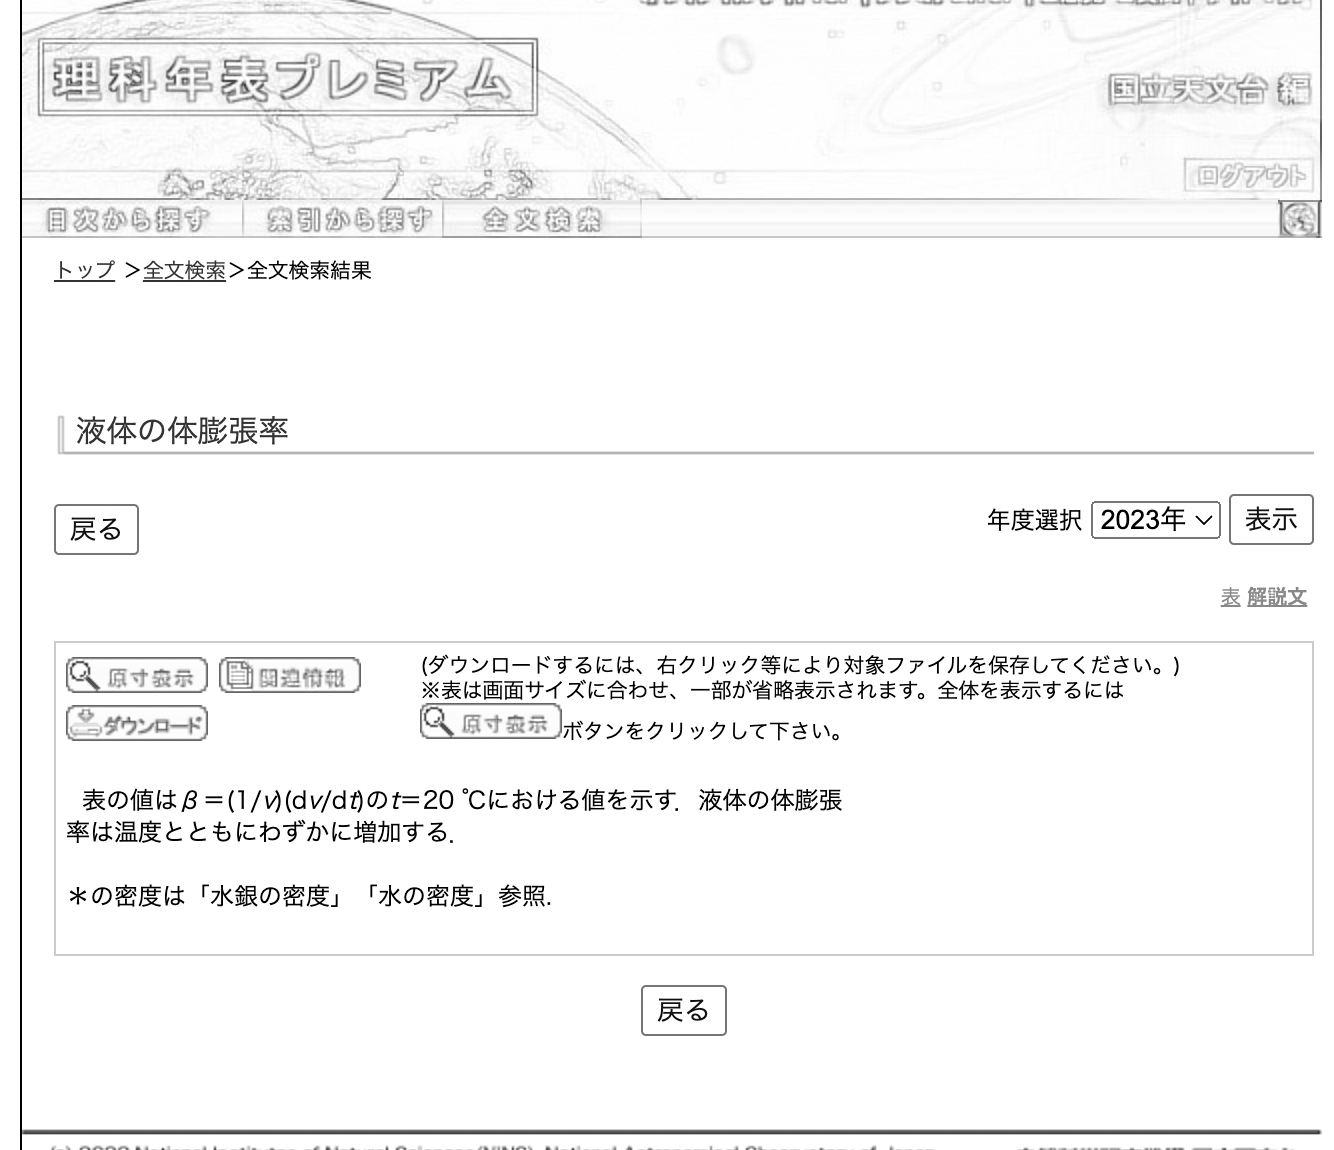 理科年表プレミアム
国立天文台 編
ログアウト
目次から探す 索引から探す 全文検索
トップ ＞全文検索＞全文検索結果
液体の体膨張率
戻る
年度選択 2023年 表示
表 解説文
原寸表示 関連情報
ダウンロード
(ダウンロードするには、右クリック等により対象ファイルを保存してください。)
※表は画面サイズに合わせ、一部が省略表示されます。全体を表示するには
原寸表示 ボタンをクリックして下さい。
表の値はβ＝(1/v)(dv/dt)のt＝20 ℃における値を示す．液体の体膨張
率は温度とともにわずかに増加する．
＊の密度は「水銀の密度」「水の密度」参照．
戻る